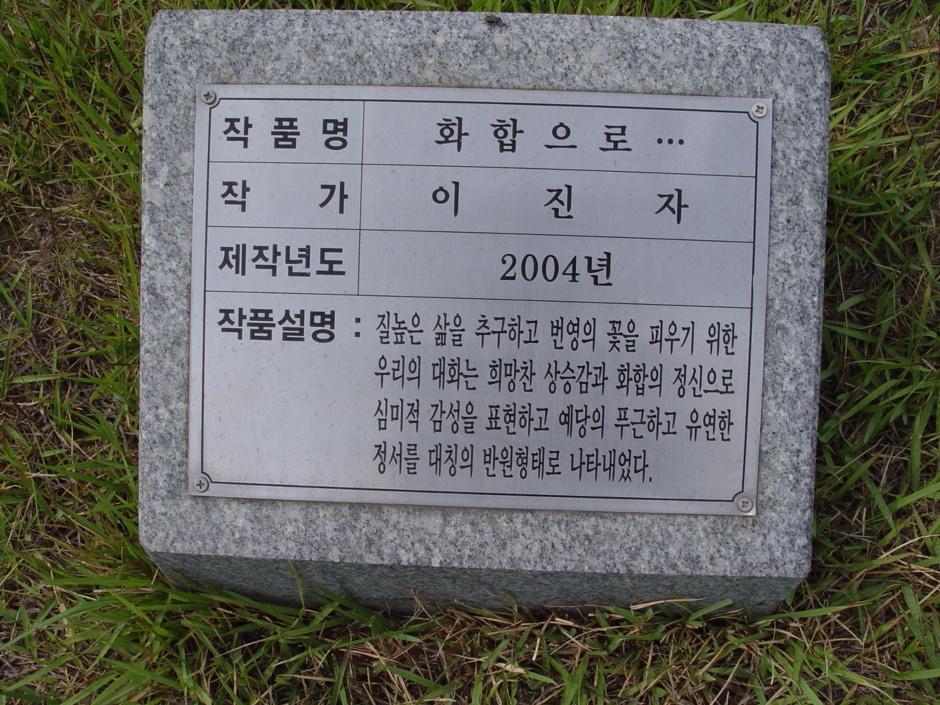 작품명 화합으로…
작가 이진자
제작년도 2004년
작품설명 : 질높은 삶을 추구하고 번영의 꽃을 피우기 위한
우리의 대화는 희망찬 상승감과 화합의 정신으로
심미적 감성을 표현하고 예당의 푸근하고 유연한
정서를 대칭의 반원형태로 나타내었다.